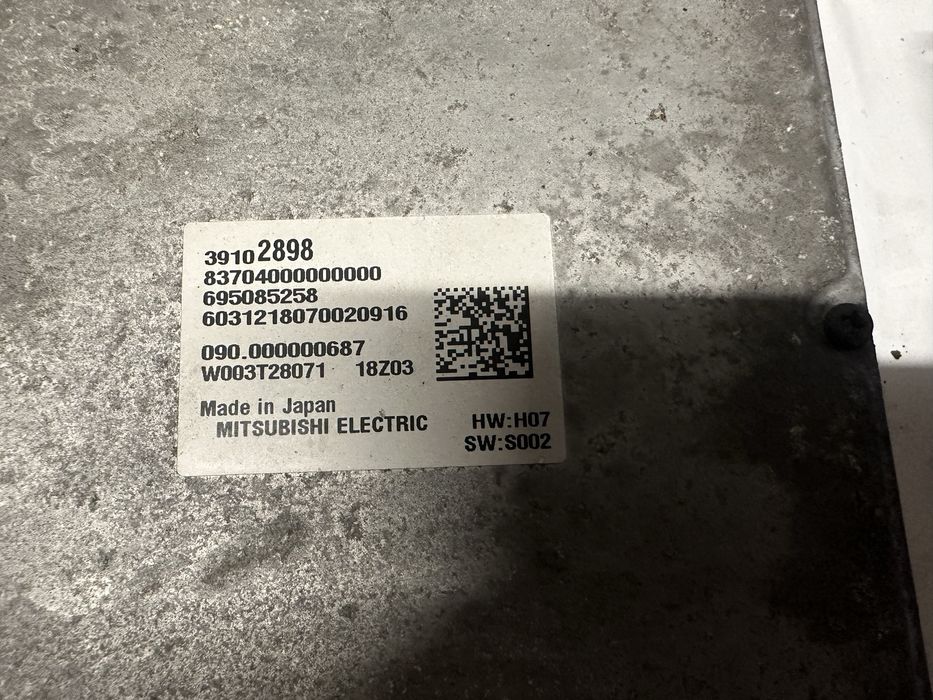 39102898
83704000000000
695085258
6031218070020916
090.000000687
W003T28071 18Z03
Made in Japan
MITSUBISHI ELECTRIC
HW:H07
SW:S002